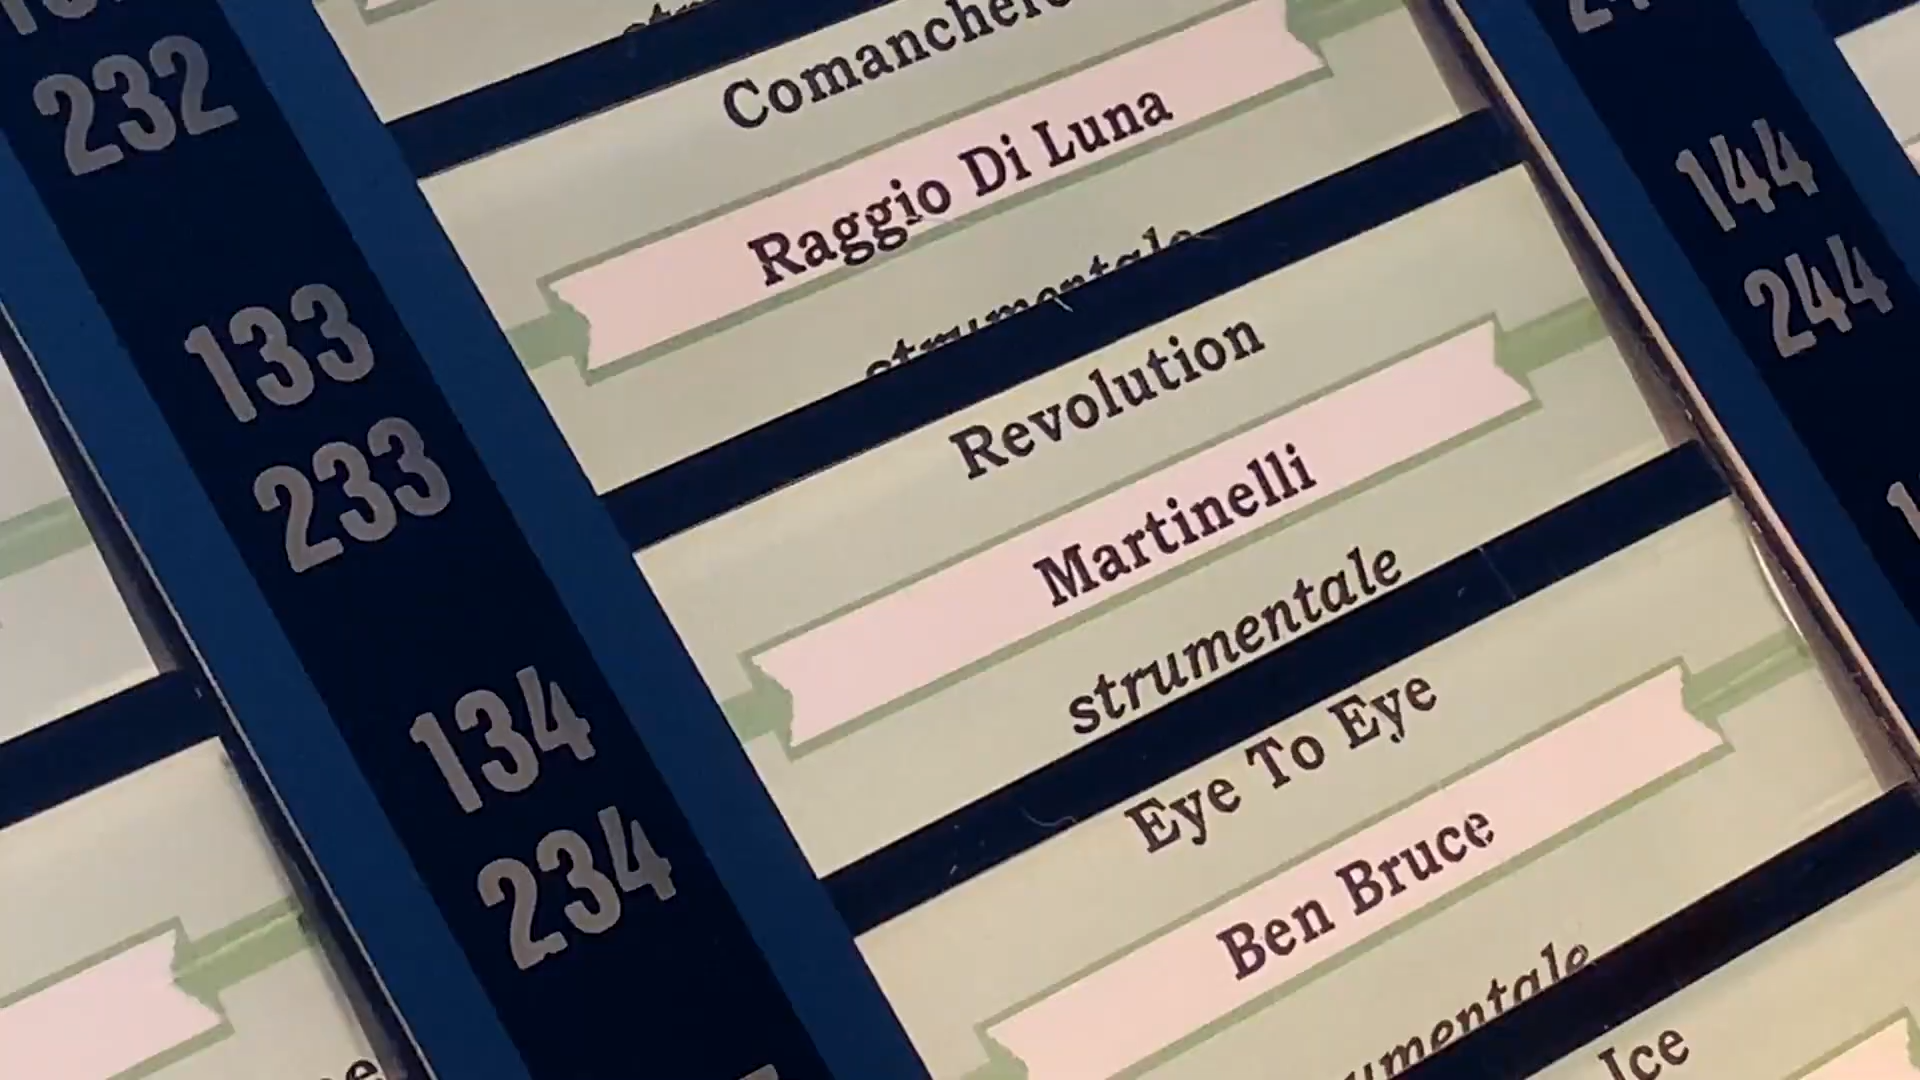 232
Raggio Di Luna
strumentale
133
233
Revolution
Martinelli
strumentale
134
234
Eye To Eye
Ben Bruce
Ice
144
244